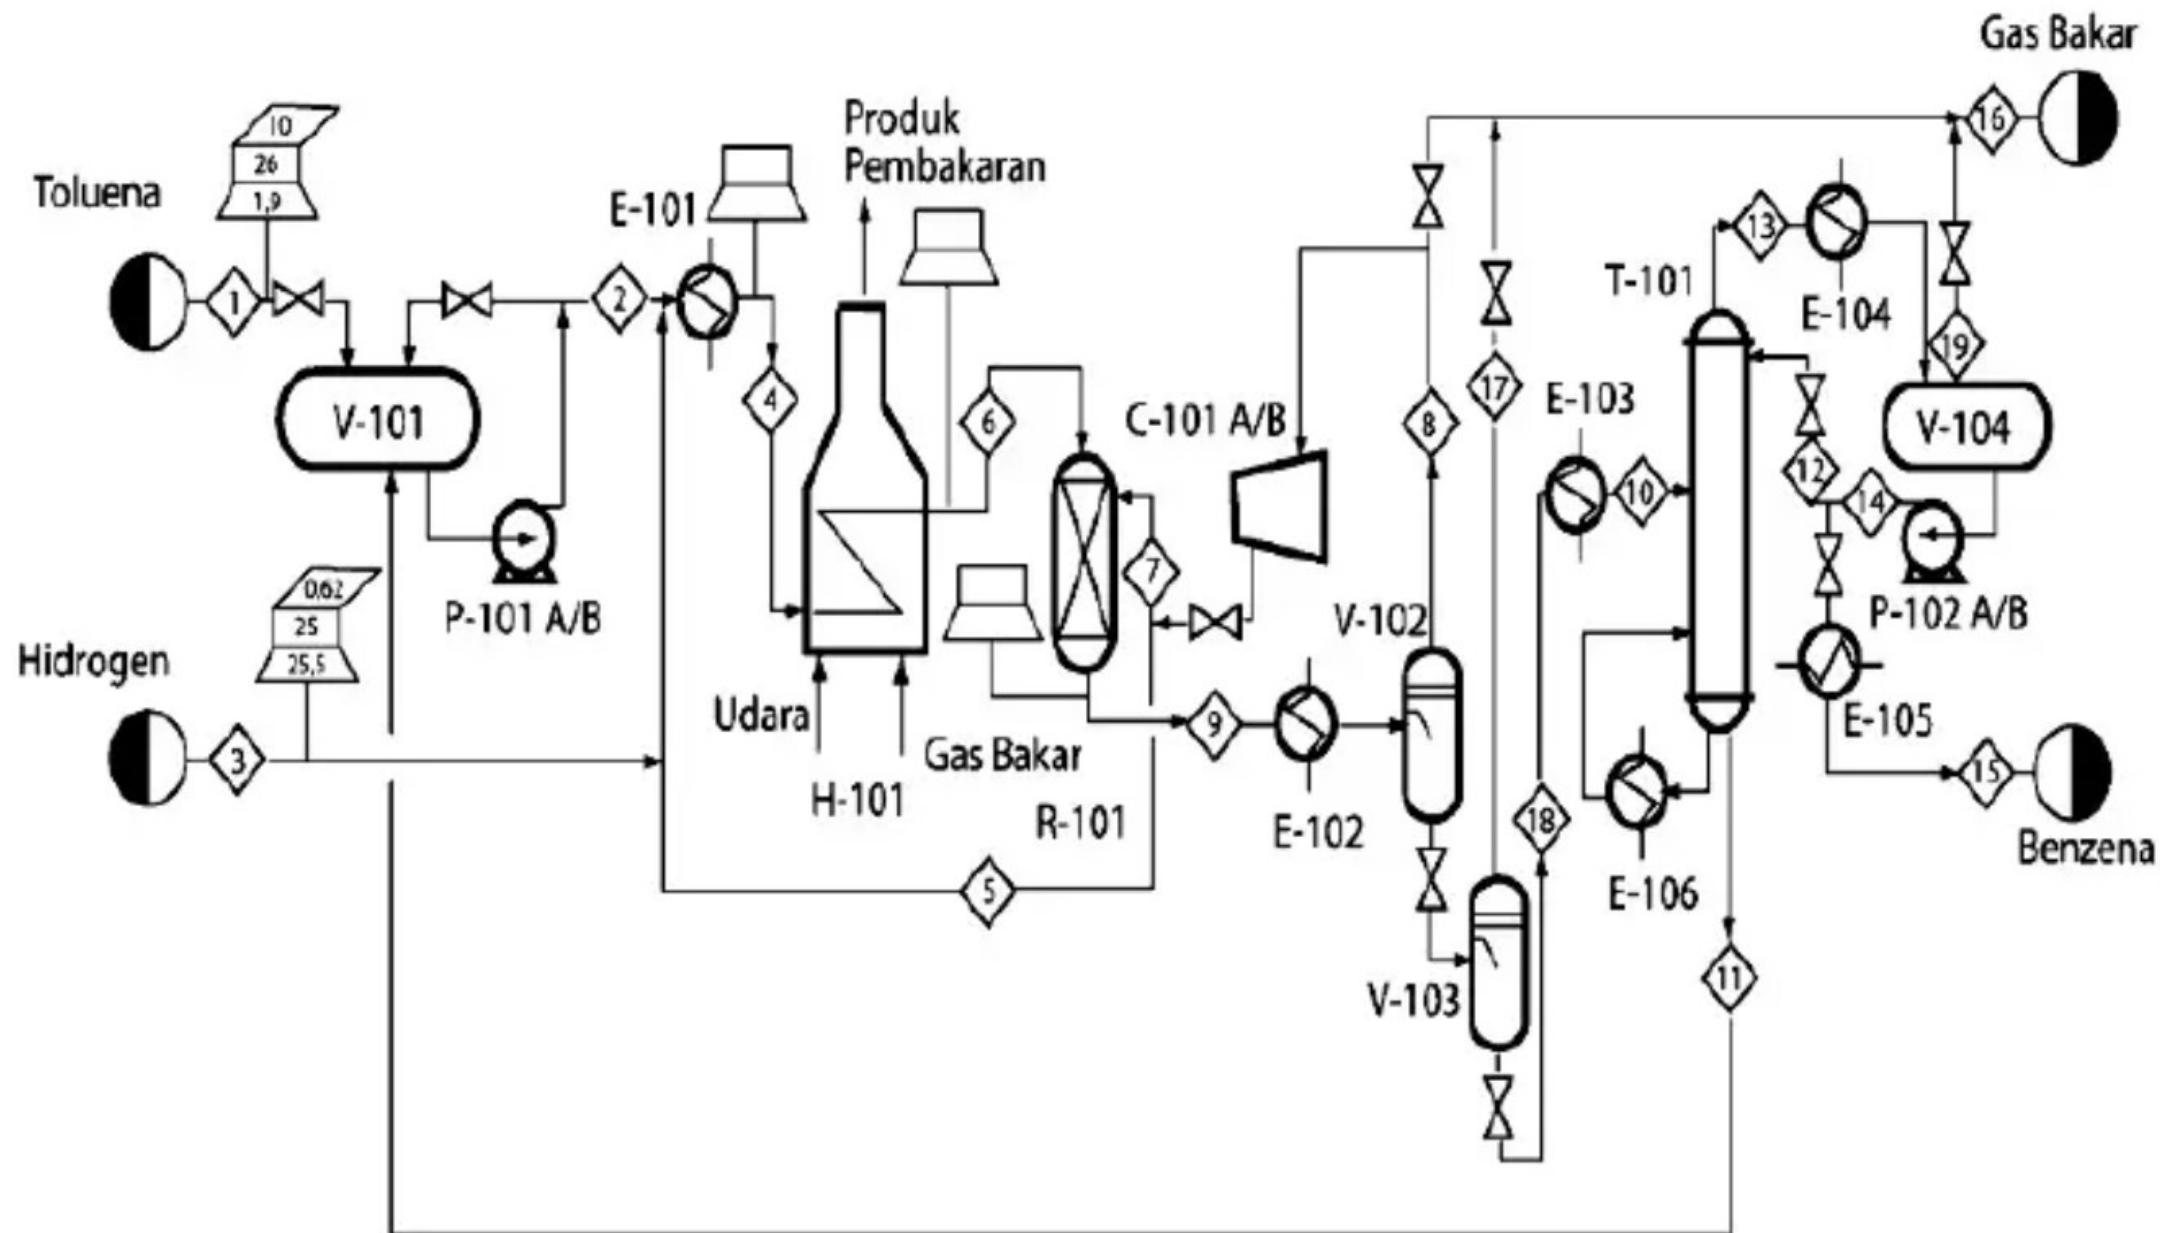 Gas Bakar
16
Produk
Pembakaran
10
26
1,9
Toluena
E-101
1
2
V-101
P-101 A/B
4
6
13
T-101
E-104
19
E-103
C-101 A/B
8
17
V-104
10
12
14
7
0,62
25
25,5
Hidrogen
3
P-102 A/B
V-102
Udara
Gas Bakar
H-101
R-101
9
E-102
18
E-105
15
Benzena
E-106
5
V-103
11